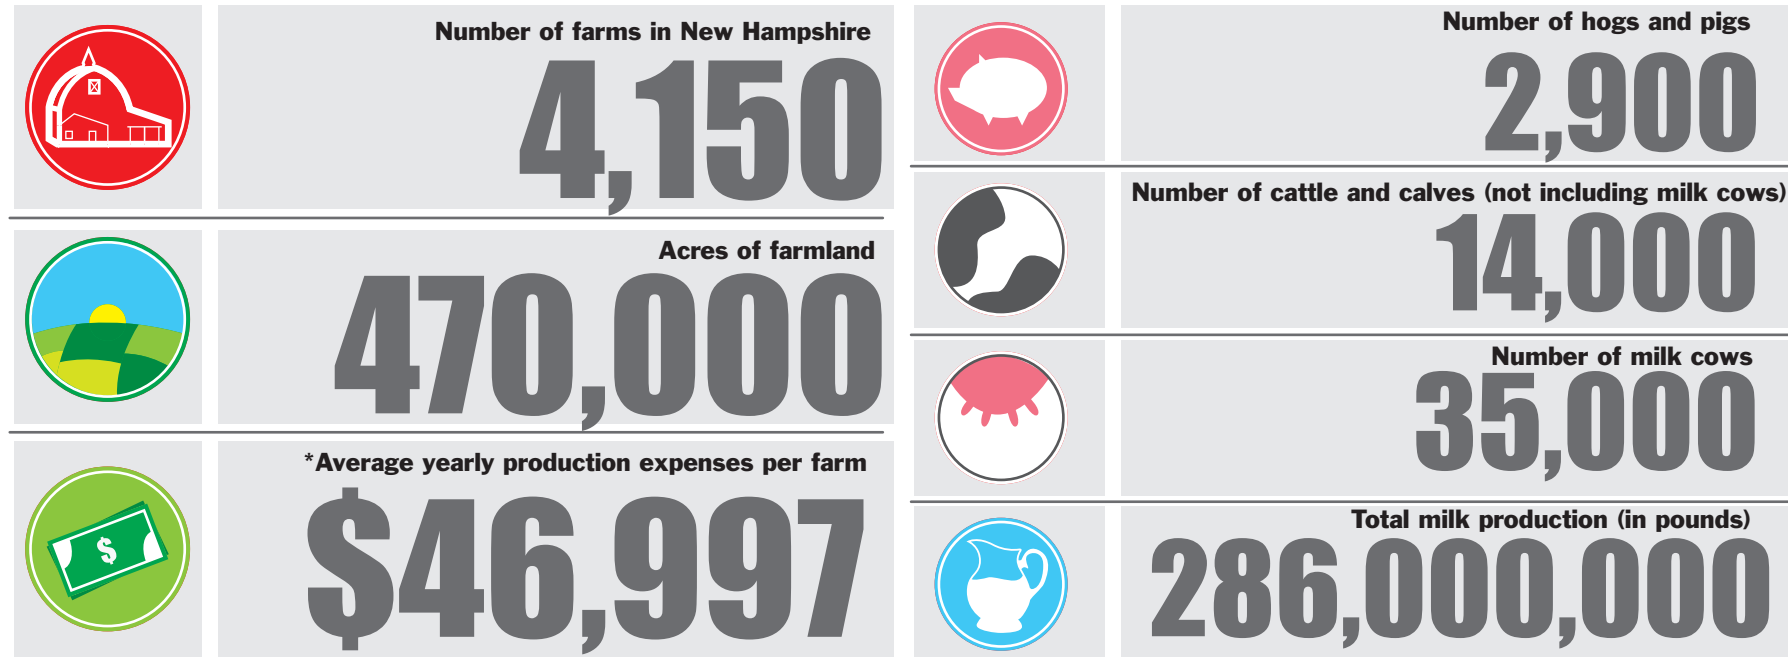 Number of farms in New Hampshire
4,150
Acres of farmland
470,000
*Average yearly production expenses per farm
$46,997
$
Number of hogs and pigs
2,900
Number of cattle and calves (not including milk cows)
14,000
Number of milk cows
35,000
Total milk production (in pounds)
286,000,000